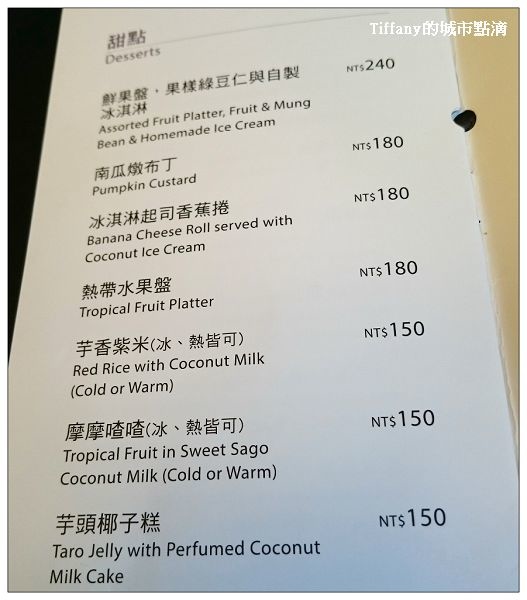 Tiffany的城市點滴
甜點
Desserts
鮮果盤、果樣綠豆仁與自製
冰淇淋
NT$240
Assorted Fruit Platter, Fruit & Mung
Bean & Homemade Ice Cream
南瓜燉布丁
NT$180
Pumpkin Custard
冰淇淋起司香蕉捲
NT$180
Banana Cheese Roll served with
Coconut Ice Cream
熱帶水果盤
NT$180
Tropical Fruit Platter
芋香紫米(冰、熱皆可)
NT$150
Red Rice with Coconut Milk
(Cold or Warm)
摩摩喳喳(冰、熱皆可)
NT$150
Tropical Fruit in Sweet Sago
Coconut Milk (Cold or Warm)
芋頭椰子糕
NT$150
Taro Jelly with Perfumed Coconut
Milk Cake